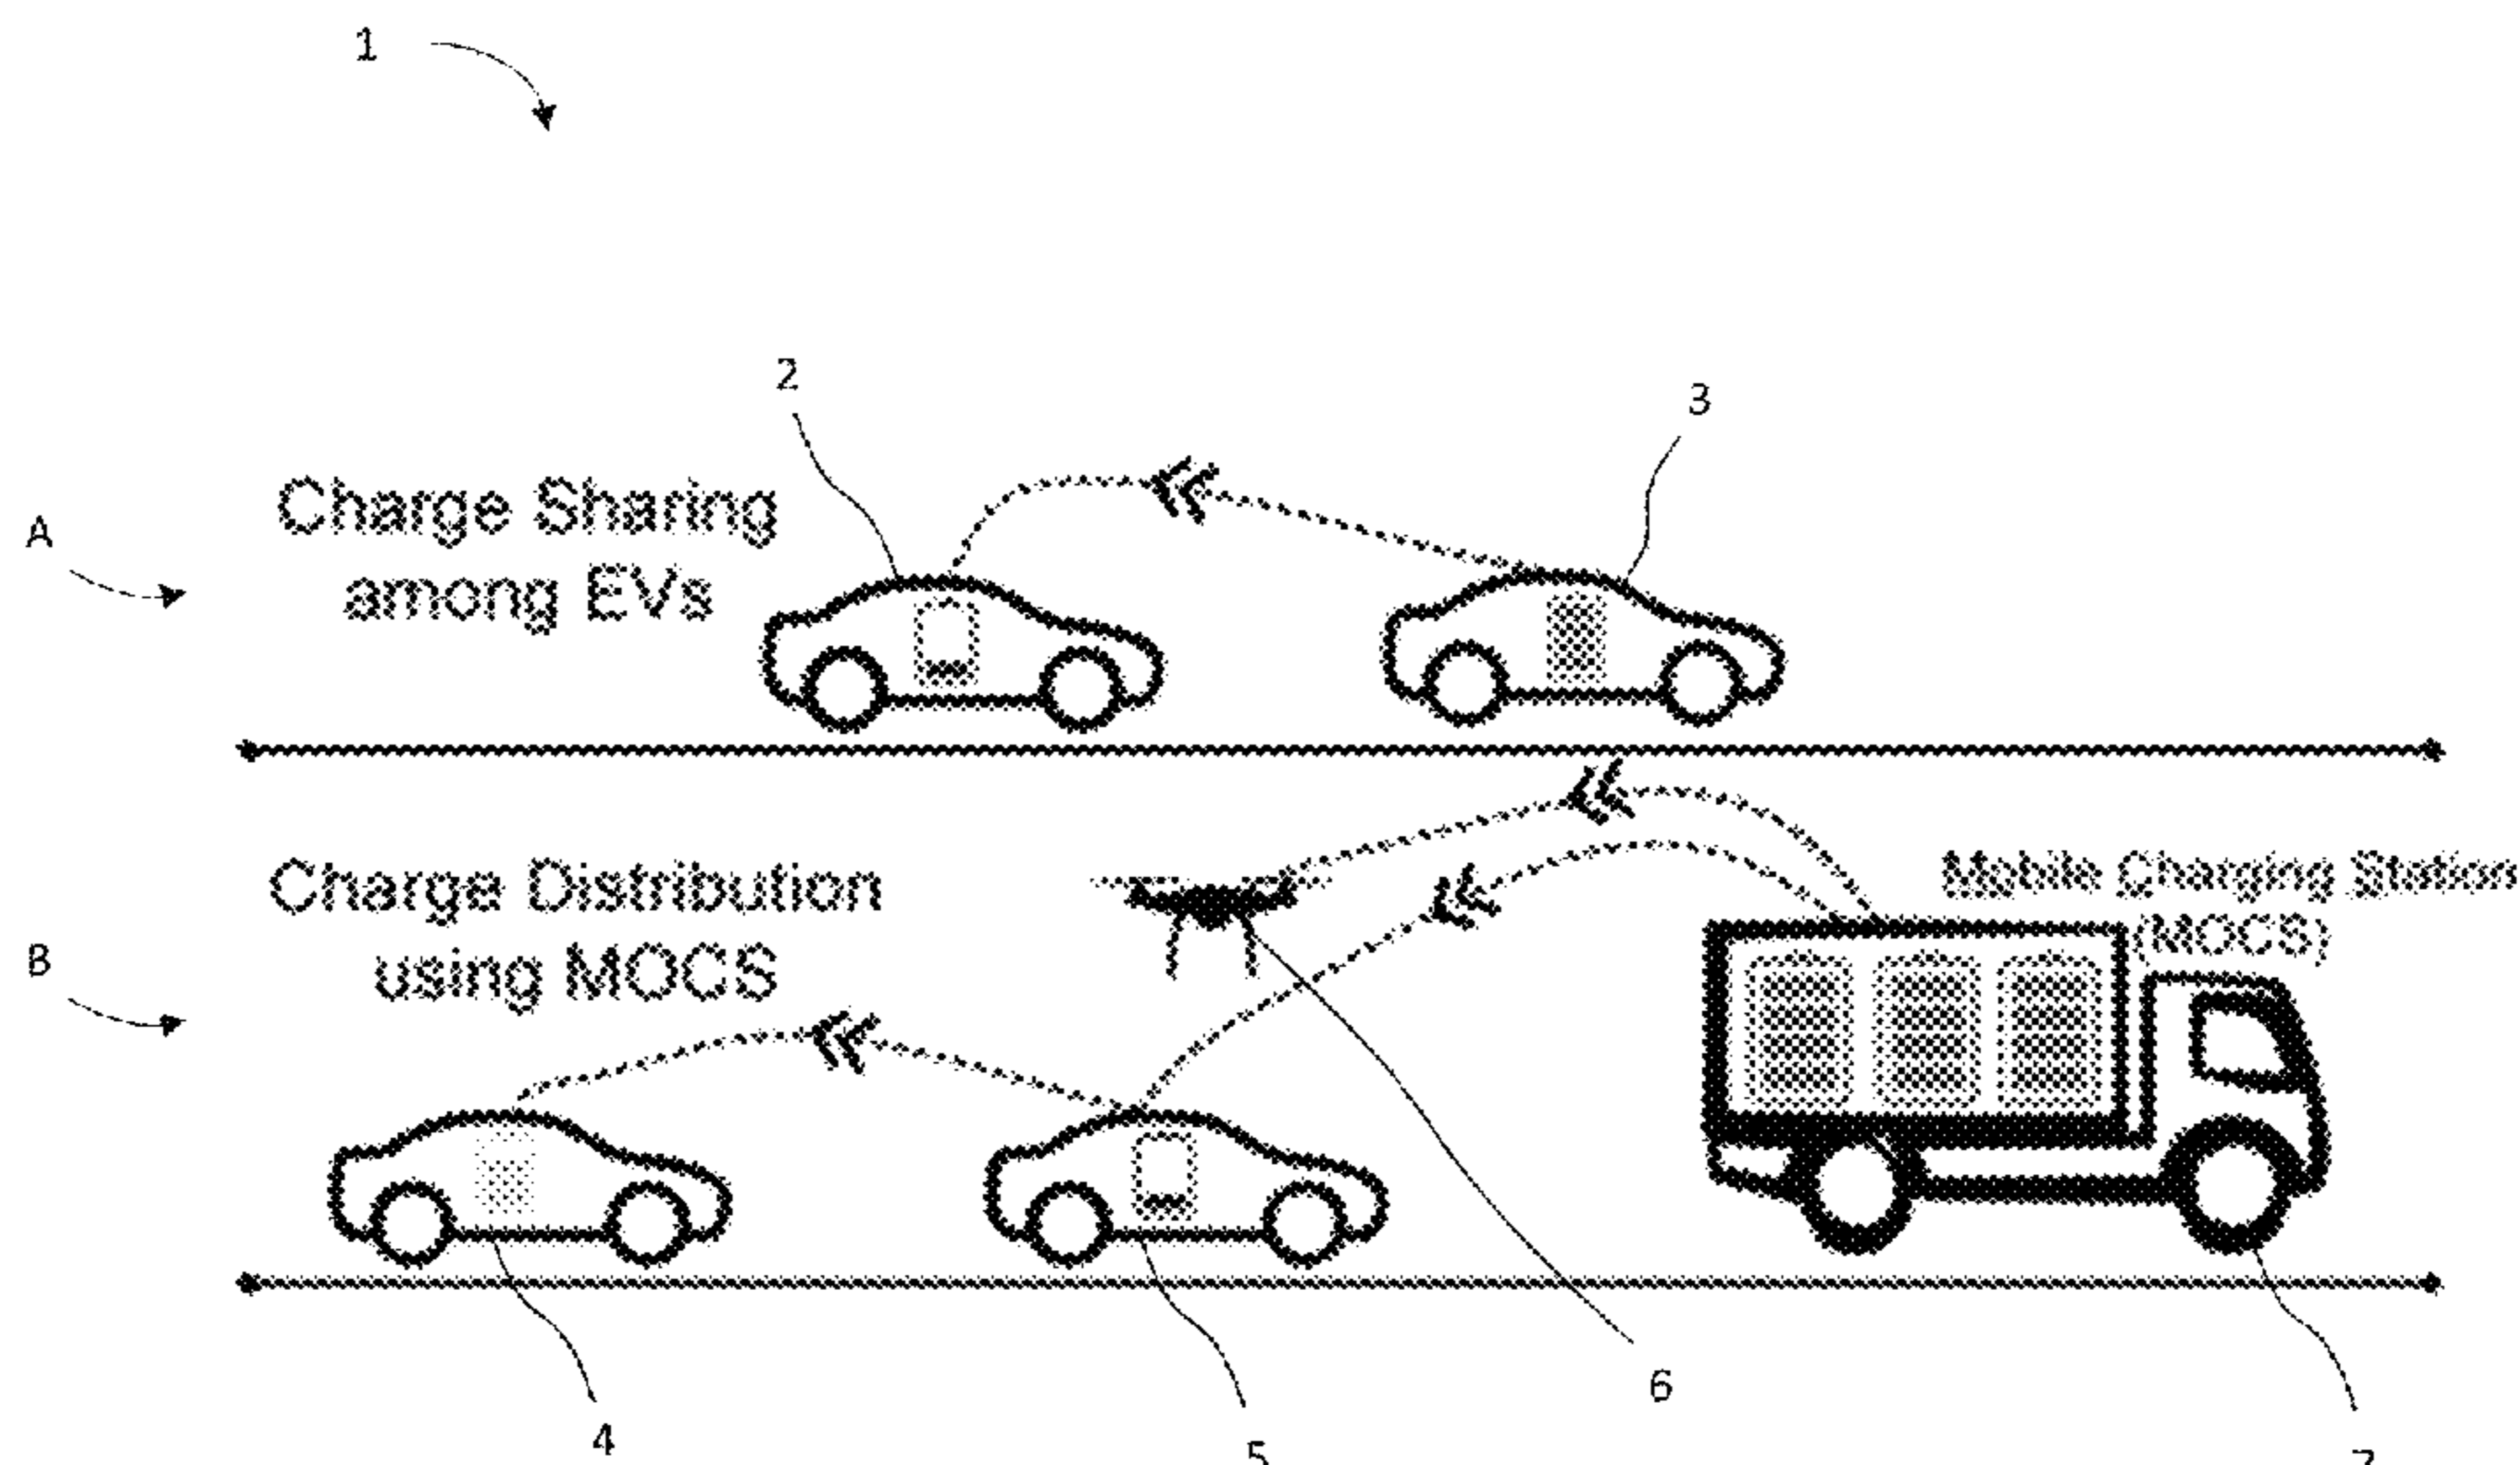 1
2
3
Charge Sharing
among EVs
A
Charge Distribution
using MOCS
Mobile Charging Station
(MOCS)
B
6
4
5
7